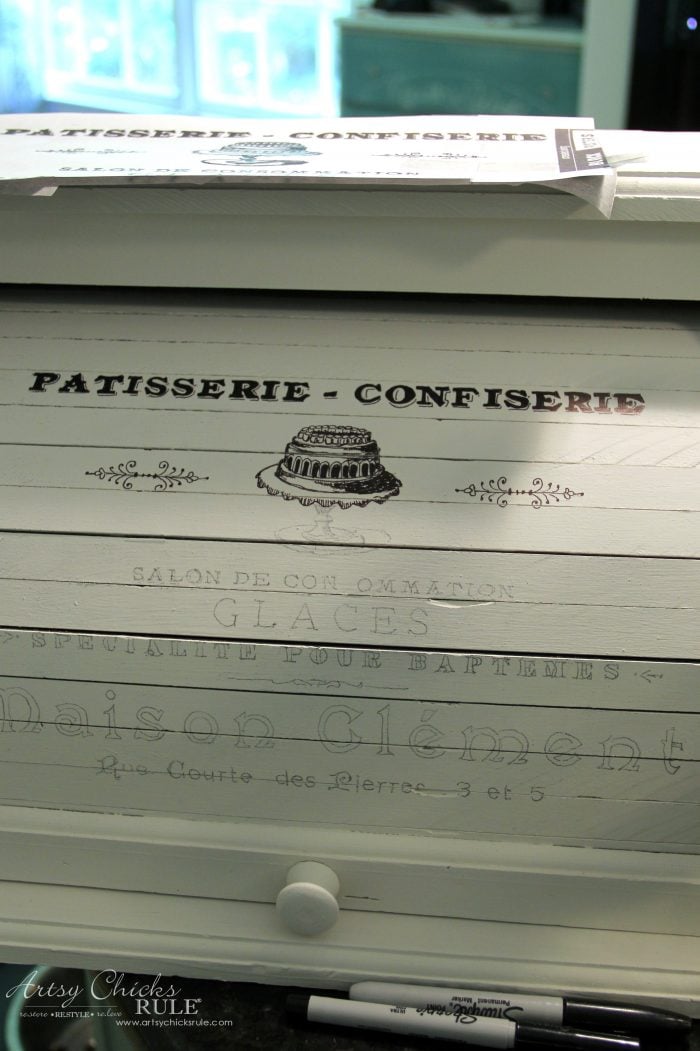 PATISSERIE - CONFISERIE
SALON DE CONSOMMATION
PATISSERIE - CONFISERIE
SALON DE CON OMMATION
GLACES
SPECIALITE POUR BAPTEMES
Maison Clément
Rue Courte des Pierres 3 et 5
Sharpie
Permanent Marker
Sharpie
Artsy Chicks
RULE
restore · RESTYLE · relove
www.artsychicksrule.com